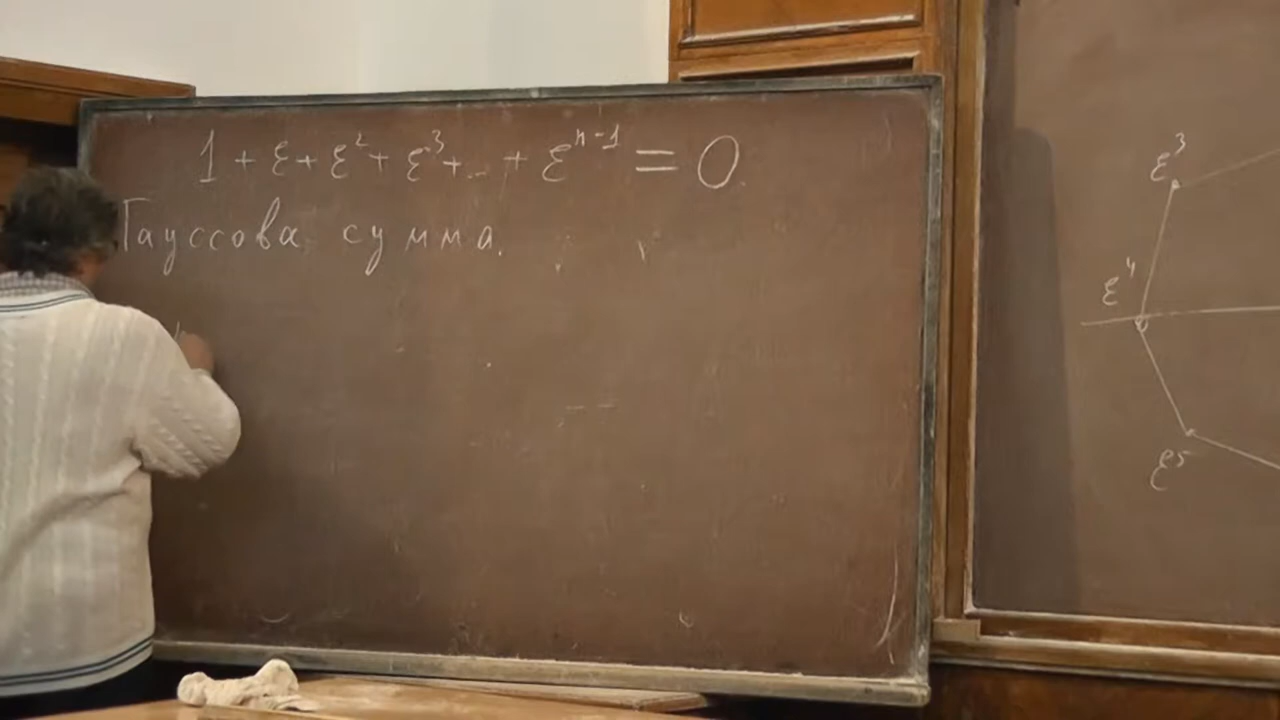 1 + ε + ε² + ε³ + ... + εⁿ⁻¹ = 0
Гауссова сумма.
ε³
ε⁴
ε⁵